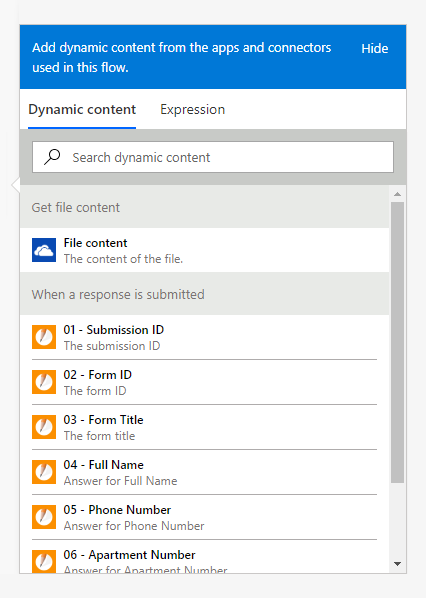 Add dynamic content from the apps and connectors
used in this flow.
Hide
Dynamic content
Expression
Search dynamic content
Get file content
File content
The content of the file.
When a response is submitted
01 - Submission ID
The submission ID
02 - Form ID
The form ID
03 - Form Title
The form title
04 - Full Name
Answer for Full Name
05 - Phone Number
Answer for Phone Number
06 - Apartment Number
Answer for Apartment Number